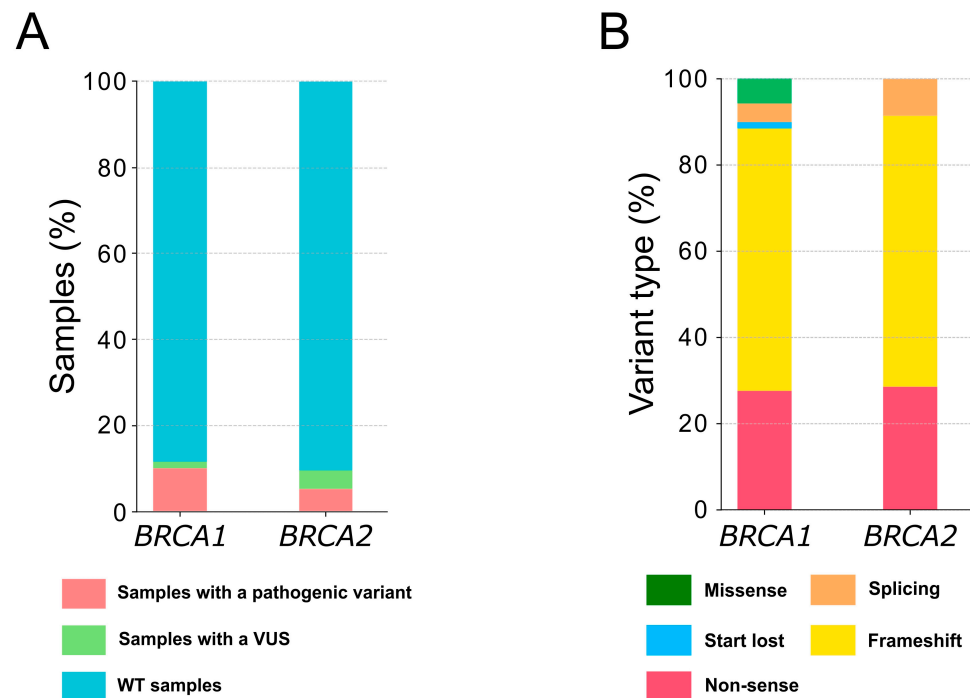 A
B
Samples (%)
100
80
60
40
20
0
BRCA1 BRCA2
Samples with a pathogenic variant
Samples with a VUS
WT samples
Variant type (%)
100
80
60
40
20
0
BRCA1 BRCA2
Missense Splicing
Start lost Frameshift
Non-sense